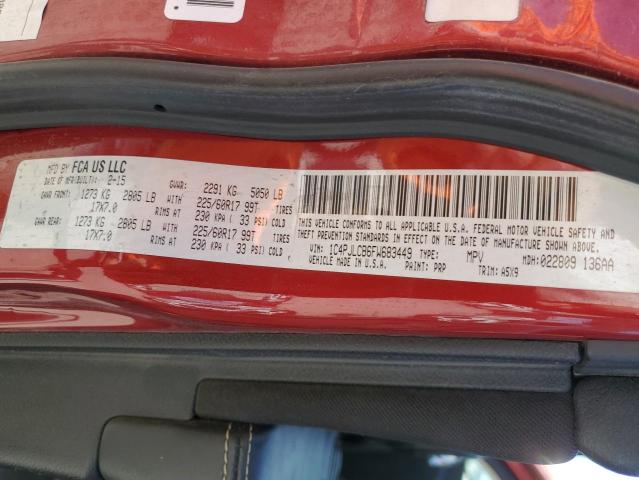 MFD BY FCA US LLC
DATE OF MFR(BUILT): 2-15 GVWR: 2291 KG 5050 LB
GAWR FRONT: 1273 KG 2805 LB WITH 225/60R17 99T TIRES
17X7.0 RIMS AT 230 KPA ( 33 PSI) COLD
GAWR REAR: 1273 KG 2805 LB WITH 225/60R17 99T TIRES
17X7.0 RIMS AT 230 KPA ( 33 PSI) COLD
THIS VEHICLE CONFORMS TO ALL APPLICABLE U.S.A. FEDERAL MOTOR VEHICLE SAFETY AND
THEFT PREVENTION STANDARDS IN EFFECT ON THE DATE OF MANUFACTURE SHOWN ABOVE.
VIN: 1C4PJLCB6FW683449 TYPE: MPV MDH: 022809 136AA
VEHICLE MADE IN U.S.A. PAINT: PRP TRIM: A5X9